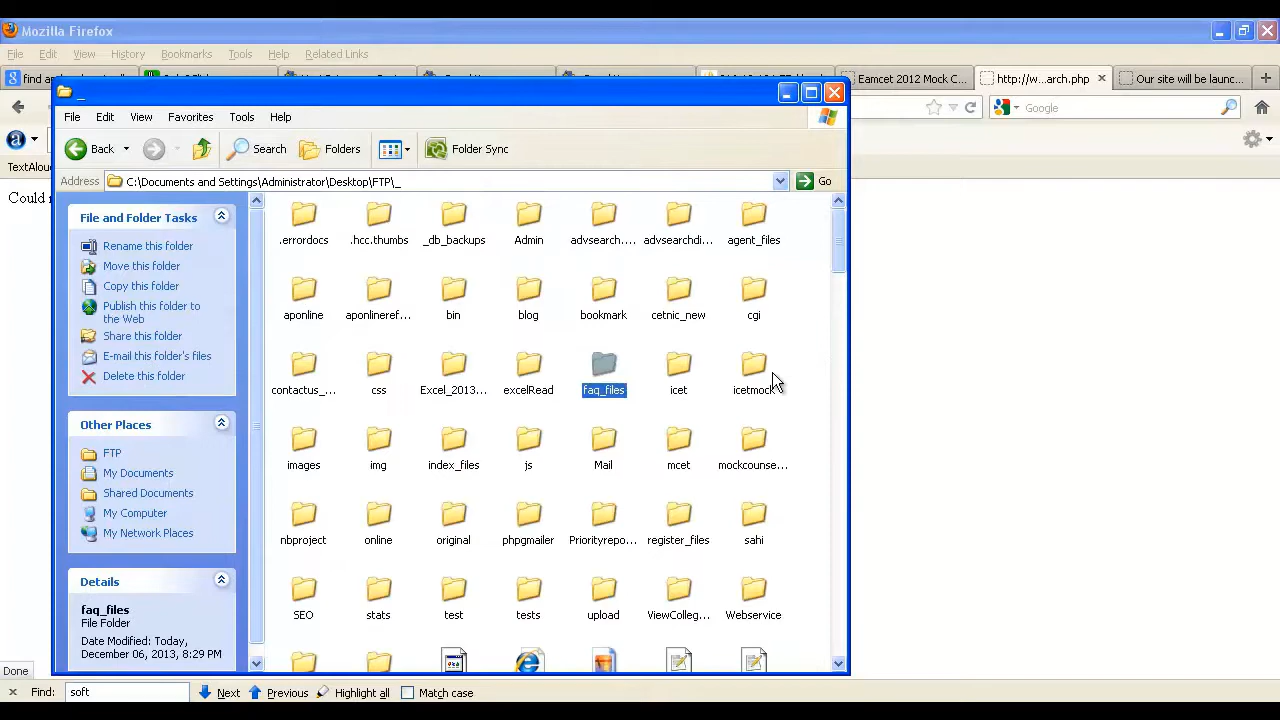 Mozilla Firefox
File Edit View History Bookmarks Tools Help Related Links
Eamcet 2012 Mock C...
http://w...arch.php
Our site will be launc...
Google
TextAlou
Could
_
File Edit View Favorites Tools Help
Back
Search
Folders
Folder Sync
Address C:\Documents and Settings\Administrator\Desktop\FTP\_ Go
File and Folder Tasks
Rename this folder
Move this folder
Copy this folder
Publish this folder to
the Web
Share this folder
E-mail this folder's files
Delete this folder
Other Places
FTP
My Documents
Shared Documents
My Computer
My Network Places
Details
faq_files
File Folder
Date Modified: Today,
December 06, 2013, 8:29 PM
.errordocs .hcc.thumbs _db_backups Admin advsearch.... advsearchdi... agent_files
aponline aponlineref... bin blog bookmark cetnic_new cgi
contactus_... css Excel_2013... excelRead faq_files icet icetmock
images img index_files js Mail mcet mockcounse...
nbproject online original phpgmailer Priorityrepo... register_files sahi
SEO stats test tests upload ViewColleg... Webservice
Done
Find: soft Next Previous Highlight all Match case